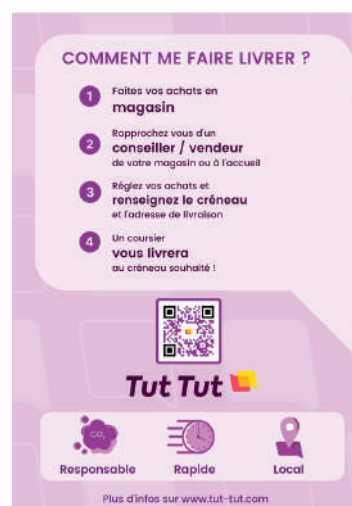 COMMENT ME FAIRE LIVRER ?
1
Faites vos achats en
magasin
2
Rapprochez vous d'un
conseiller / vendeur
de votre magasin ou à l'accueil
3
Réglez vos achats et
renseignez le créneau
et l'adresse de livraison
4
Un coursier
vous livrera
au créneau souhaité !
Tut Tut
CO₂
Responsable
Rapide
Local
Plus d'infos sur www.tut-tut.com